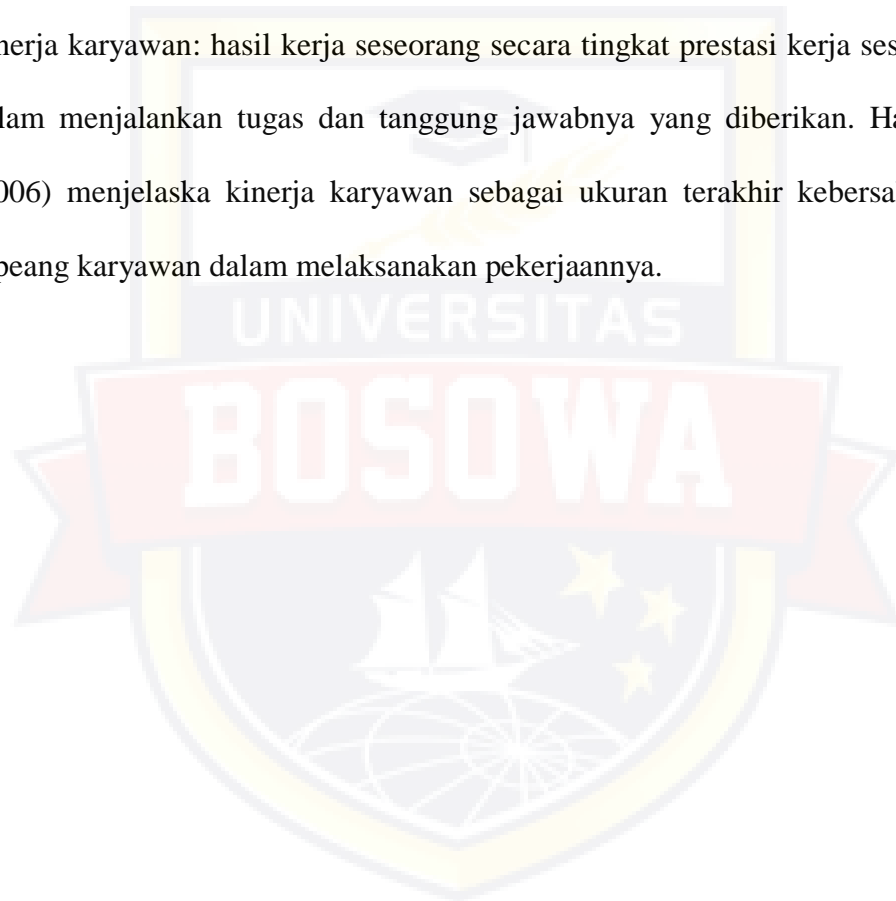 nerja karyawan: hasil kerja seseorang secara tingkat prestasi kerja ses
lam menjalankan tugas dan tanggung jawabnya yang diberikan. Ha
006) menjelaska kinerja karyawan sebagai ukuran terakhir kebersal
peang karyawan dalam melaksanakan pekerjaannya.
UNIVERSITAS
BOSOWA